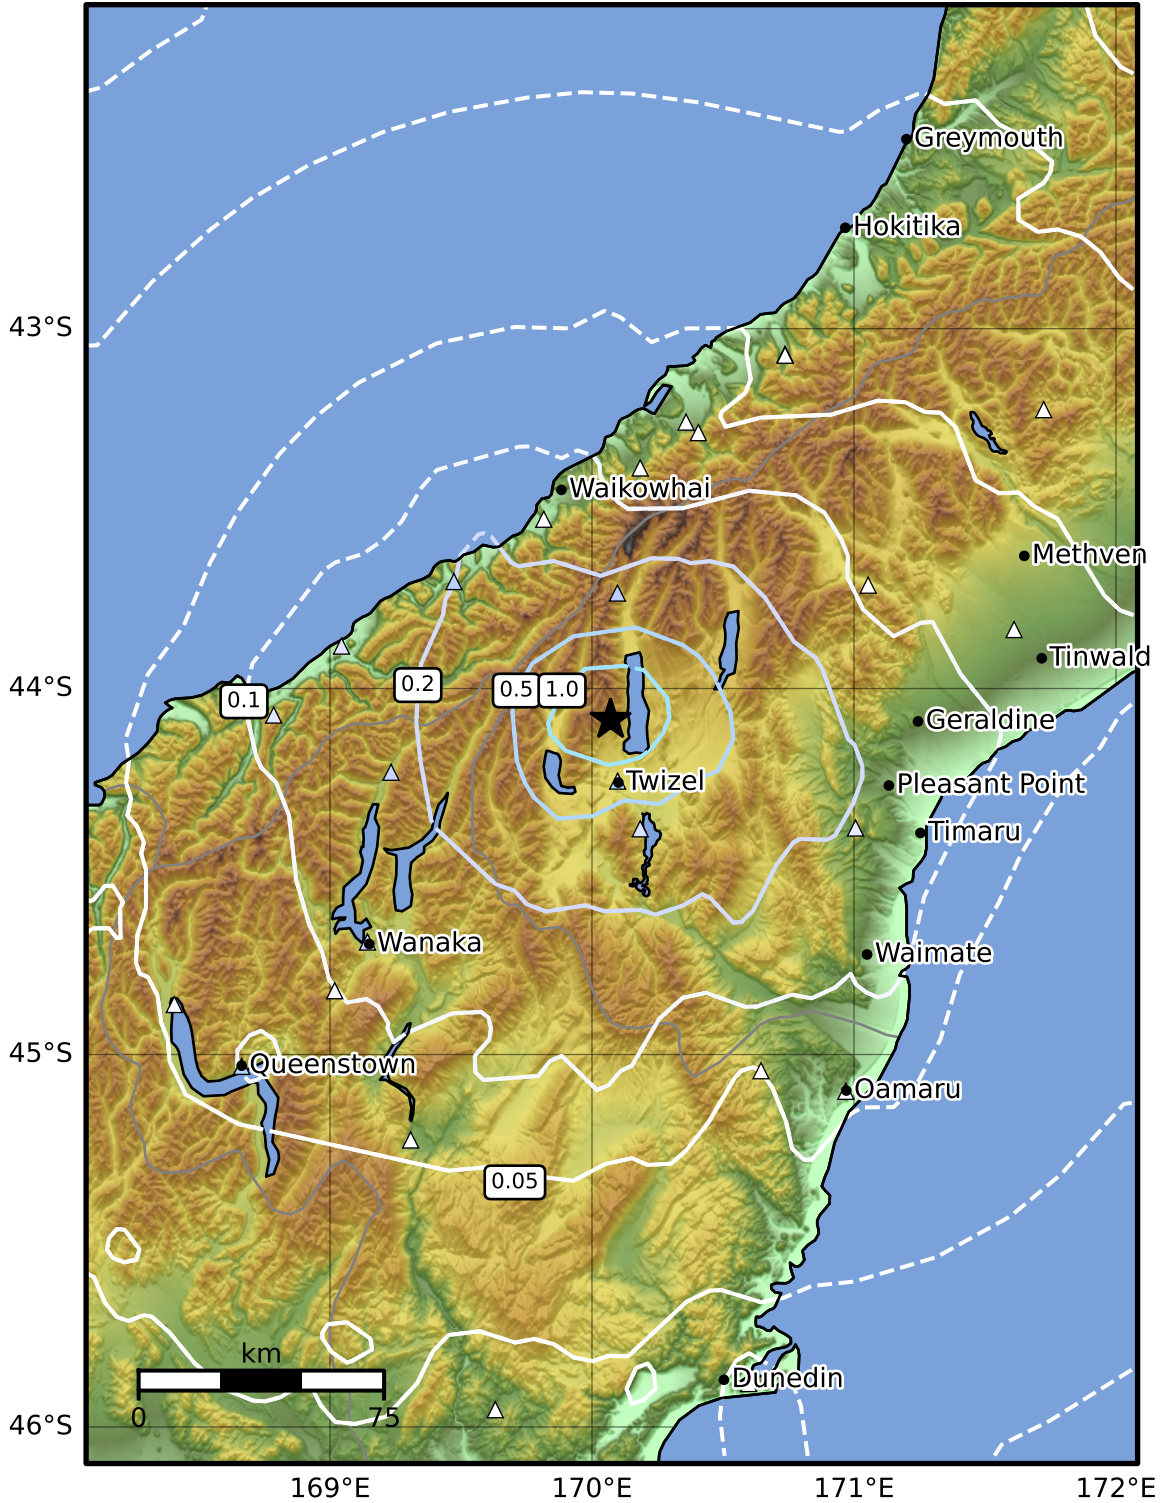 Greymouth
Hokitika
43°S
Waikowhai
Methven
Tinwald
44°S
0.1
0.2
0.5
1.0
Geraldine
Twizel
Pleasant Point
Timaru
Wanaka
Waimate
45°S
Queenstown
Oamaru
0.05
km
0
75
Dunedin
46°S
169°E
170°E
171°E
172°E